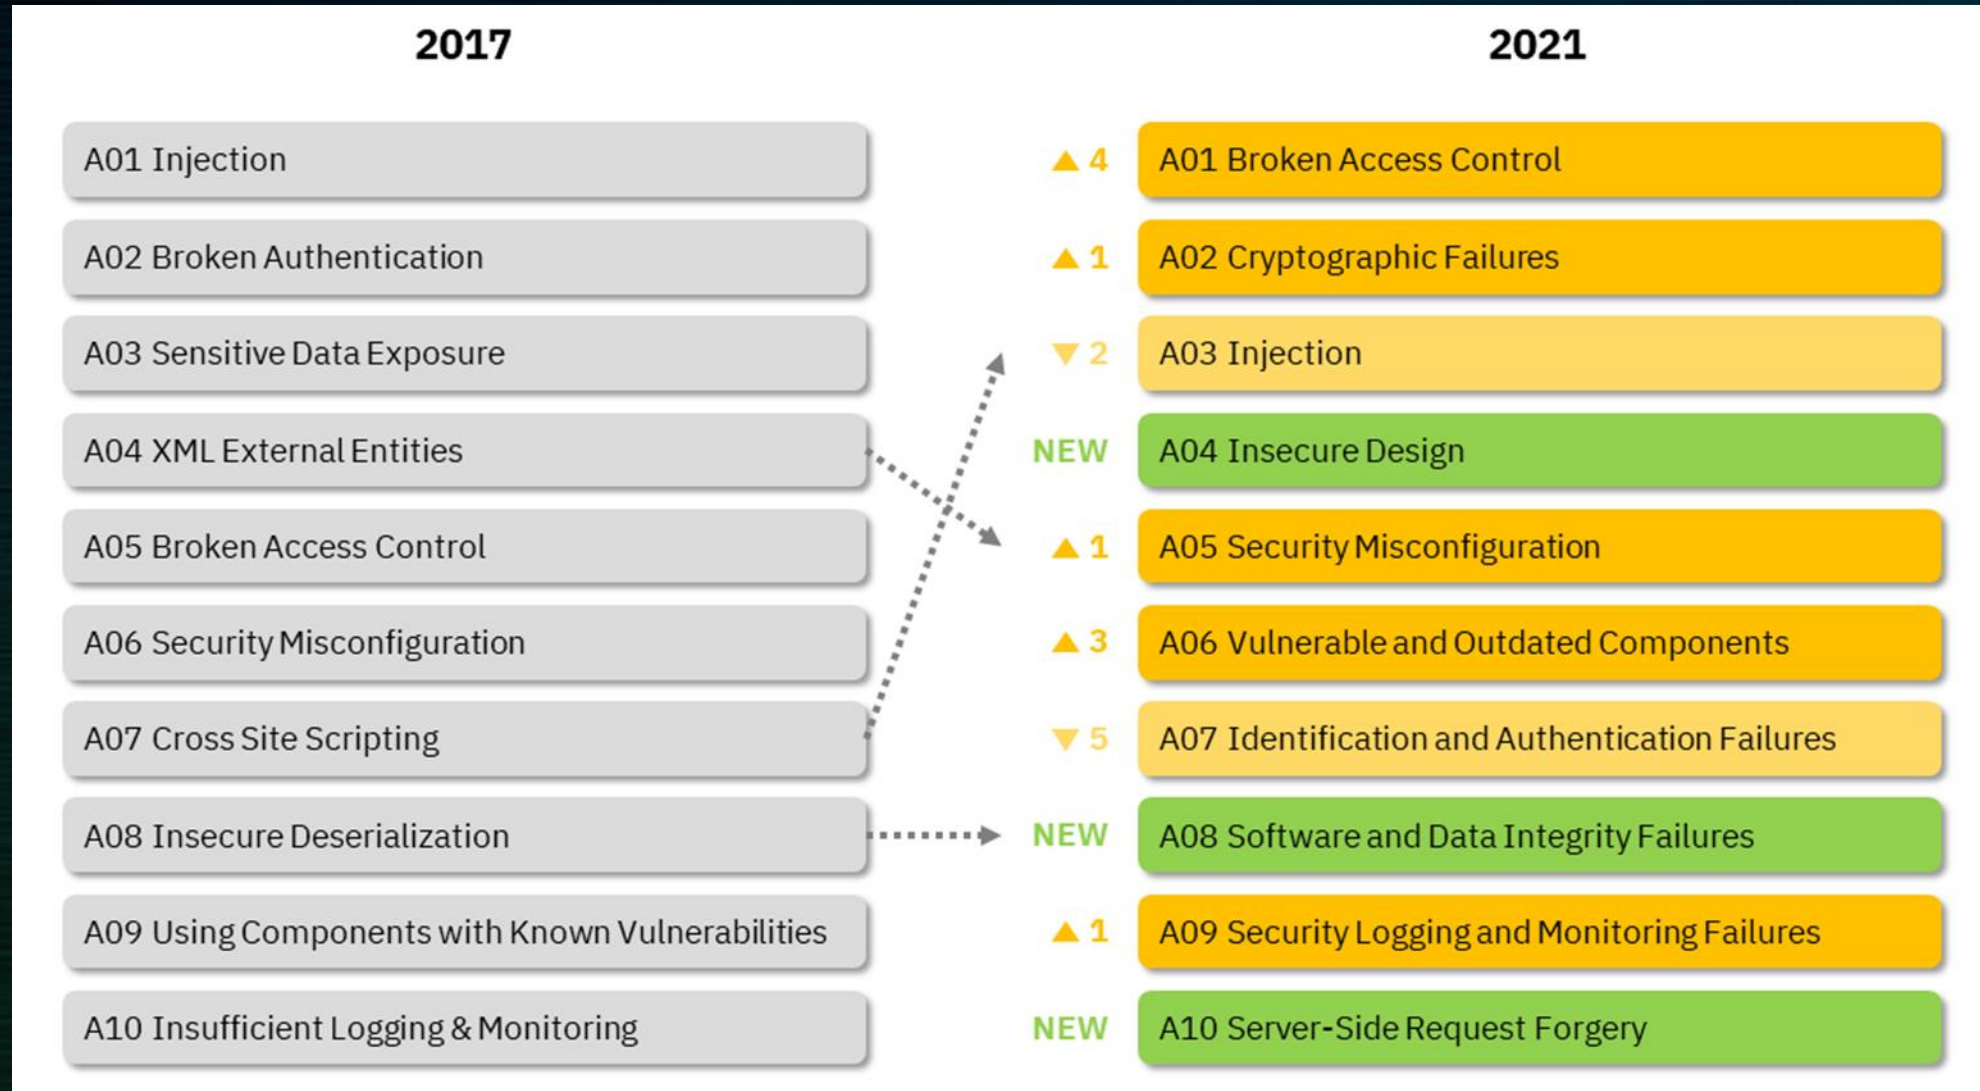 2017
2021
A01 Injection
▲ 4
A01 Broken Access Control
A02 Broken Authentication
▲ 1
A02 Cryptographic Failures
A03 Sensitive Data Exposure
▼ 2
A03 Injection
A04 XML External Entities
NEW
A04 Insecure Design
A05 Broken Access Control
▲ 1
A05 Security Misconfiguration
A06 Security Misconfiguration
▲ 3
A06 Vulnerable and Outdated Components
A07 Cross Site Scripting
▼ 5
A07 Identification and Authentication Failures
A08 Insecure Deserialization
NEW
A08 Software and Data Integrity Failures
A09 Using Components with Known Vulnerabilities
▲ 1
A09 Security Logging and Monitoring Failures
A10 Insufficient Logging & Monitoring
NEW
A10 Server-Side Request Forgery